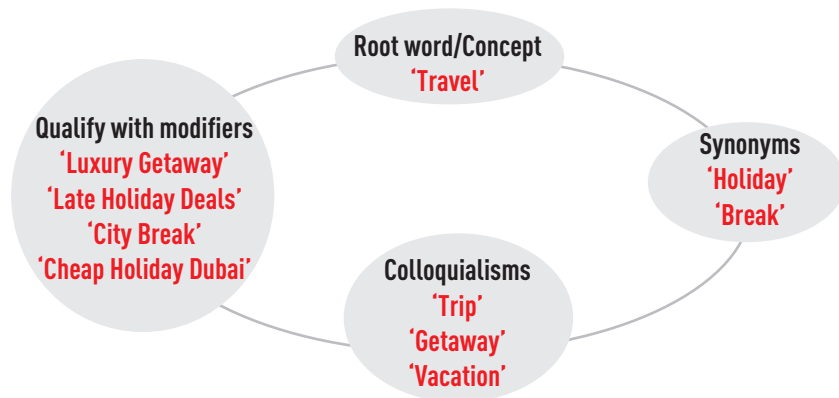 Root word/Concept
‘Travel’
Qualify with modifiers
‘Luxury Getaway’
‘Late Holiday Deals’
‘City Break’
‘Cheap Holiday Dubai’
Synonyms
‘Holiday’
‘Break’
Colloquialisms
‘Trip’
‘Getaway’
‘Vacation’